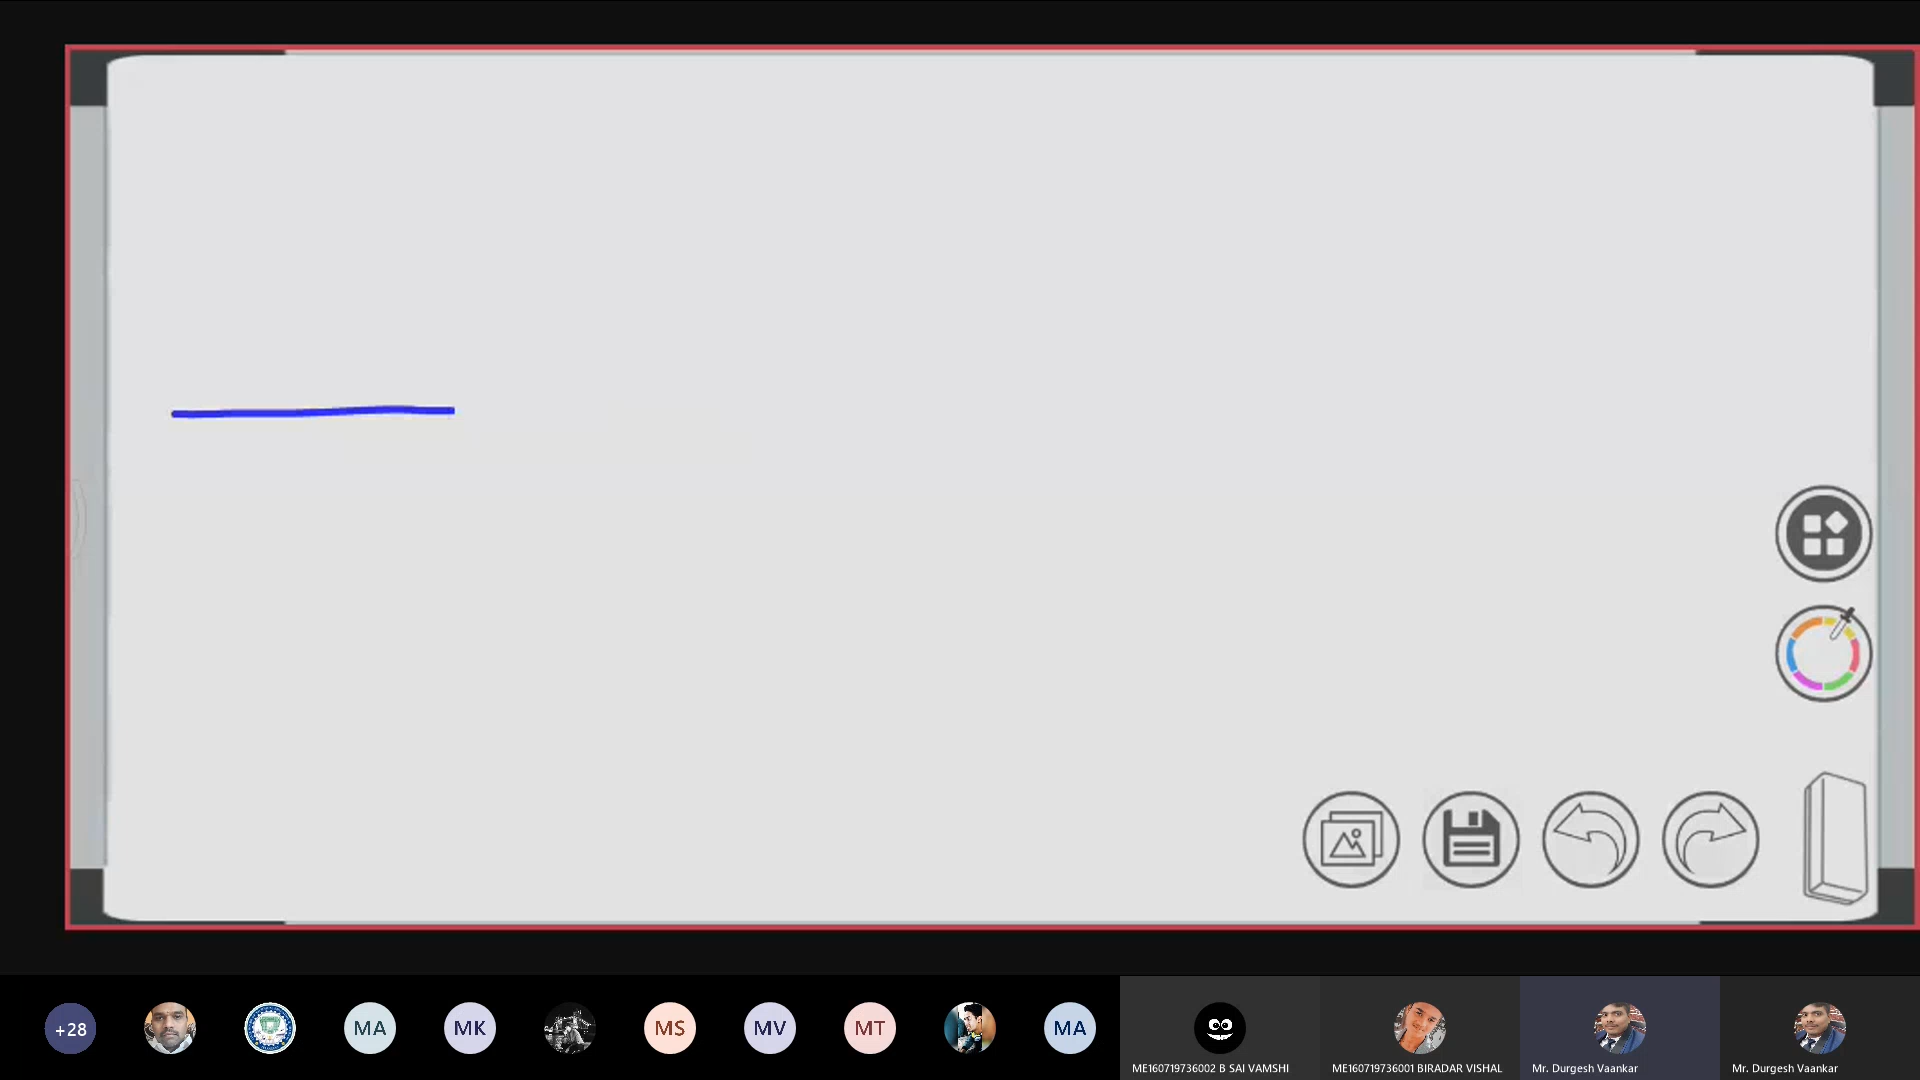 +28
MA
MK
MS
MV
MT
MA
ME160719736002 B SAI VAMSHI
ME160719736001 BIRADAR VISHAL
Mr. Durgesh Vaankar
Mr. Durgesh Vaankar